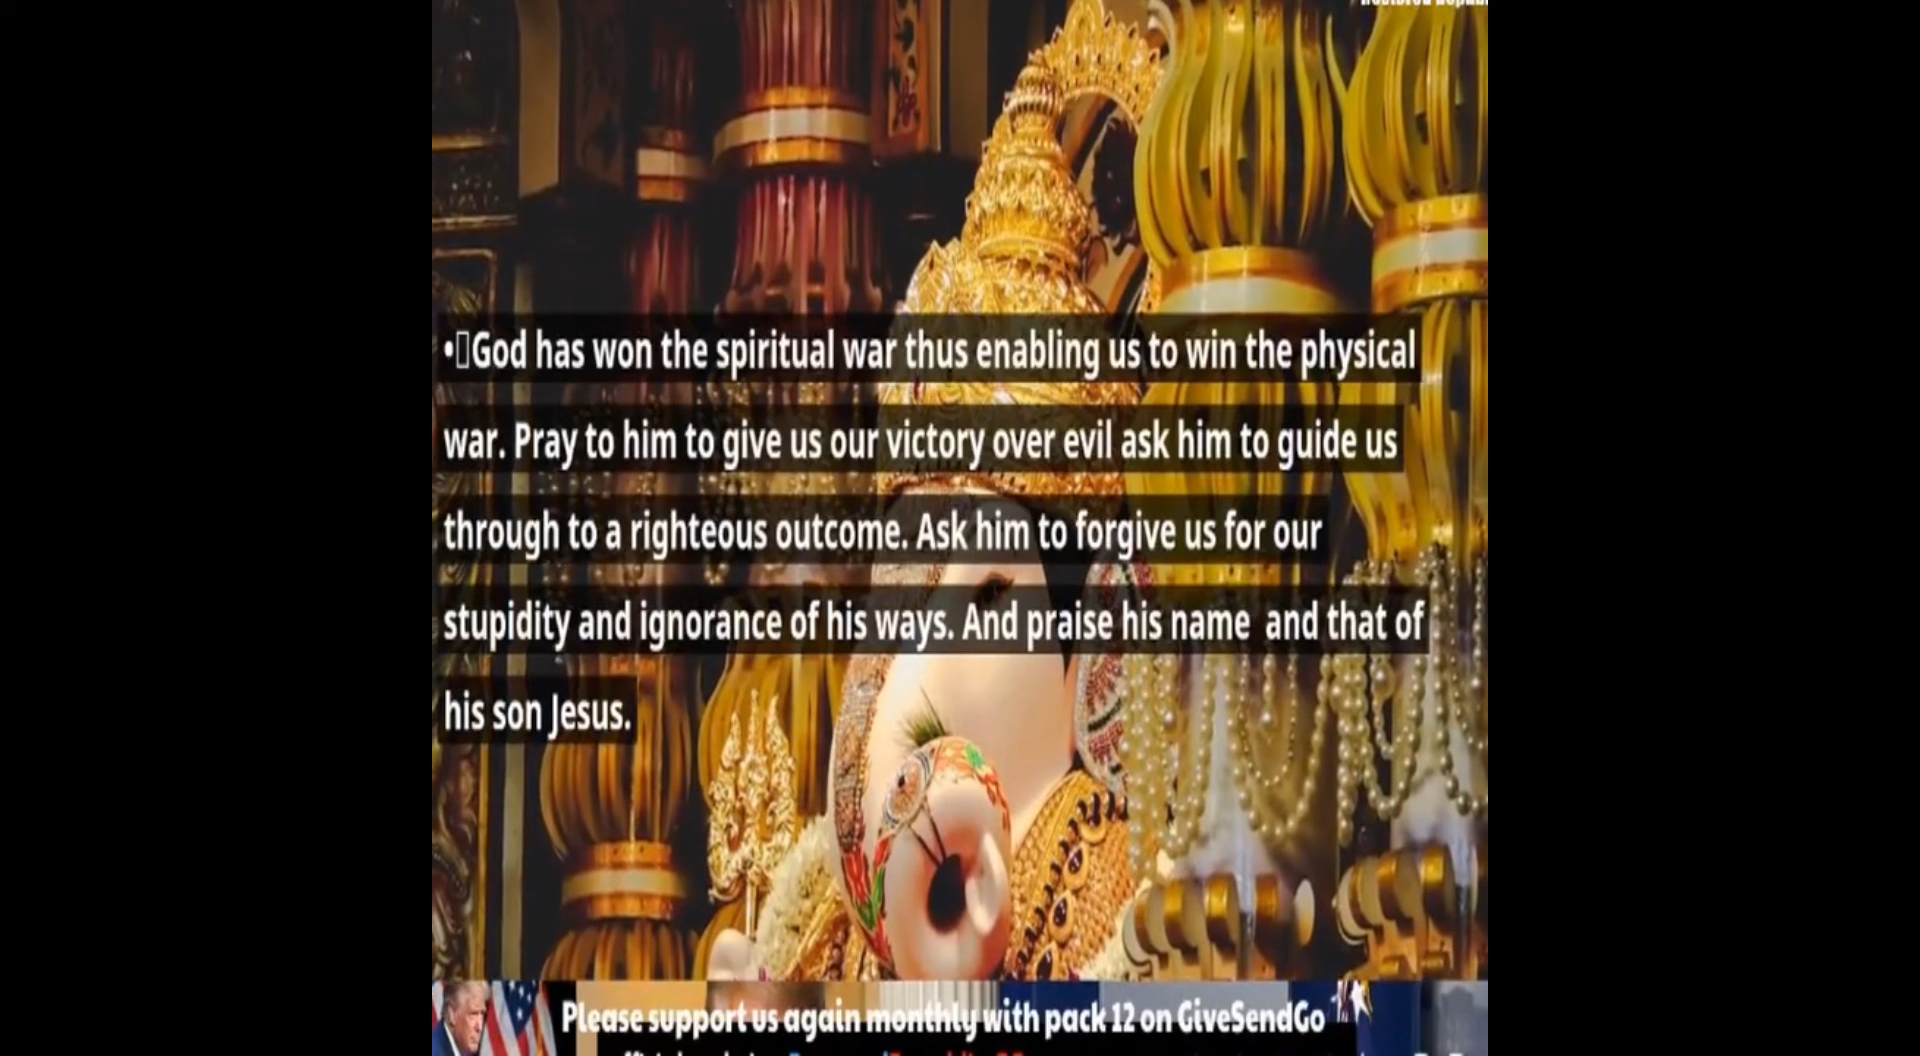 •God has won the spiritual war thus enabling us to win the physical
war. Pray to him to give us our victory over evil ask him to guide us
through to a righteous outcome. Ask him to forgive us for our
stupidity and ignorance of his ways. And praise his name  and that of
his son Jesus.
Please support us again monthly with pack 12 on GiveSendGo